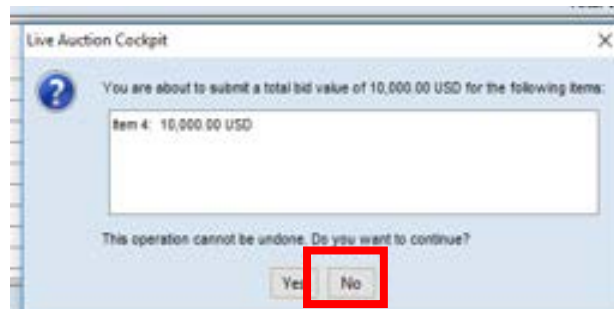 Live Auction Cockpit
You are about to submit a total bid value of 10,000.00 USD for the following items:
Item 4: 10,000.00 USD
This operation cannot be undone. Do you want to continue?
Yes No